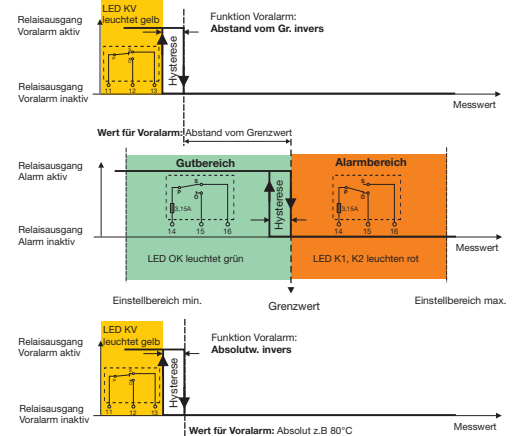 LED KV
leuchtet gelb
Relaisausgang
Voralarm aktiv
Funktion Voralarm:
Abstand vom Gr. invers
Hysterese
11 12 13
Relaisausgang
Voralarm inaktiv
Messwert
Wert für Voralarm: Abstand vom Grenzwert
Gutbereich
Alarmbereich
Relaisausgang
Alarm aktiv
Hysterese
3,15A
14 15 16
3,15A
14 15 16
Relaisausgang
Alarm inaktiv
Messwert
LED OK leuchtet grün
LED K1, K2 leuchten rot
Einstellbereich min.
Grenzwert
Einstellbereich max.
LED KV
leuchtet gelb
Relaisausgang
Voralarm aktiv
Funktion Voralarm:
Absolutw. invers
Hysterese
11 12 13
Relaisausgang
Voralarm inaktiv
Messwert
Wert für Voralarm: Absolut z.B 80°C